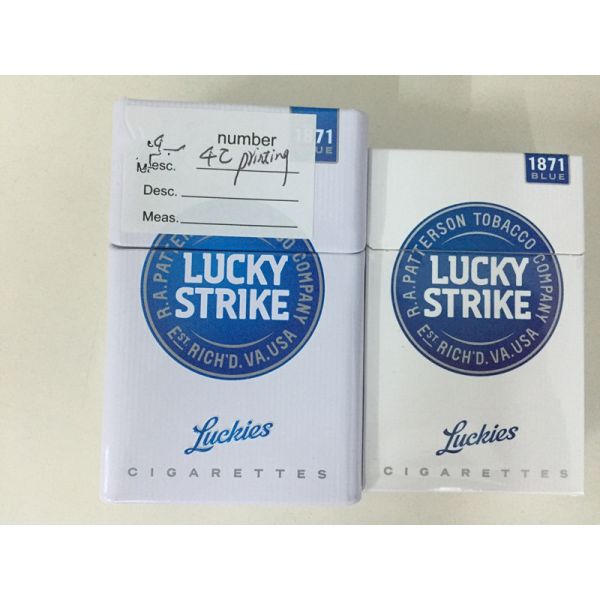 number
Desc. 4C printing
Desc.
Meas.
1871
BLUE
R.A.PATTERSON TOBACCO COMPANY
LUCKY
STRIKE
EST. RICH'D. VA. USA
Luckies
CIGARETTES
1871
BLUE
R.A.PATTERSON TOBACCO COMPANY
LUCKY
STRIKE
EST. RICH'D. VA. USA
Luckies
CIGARETTES